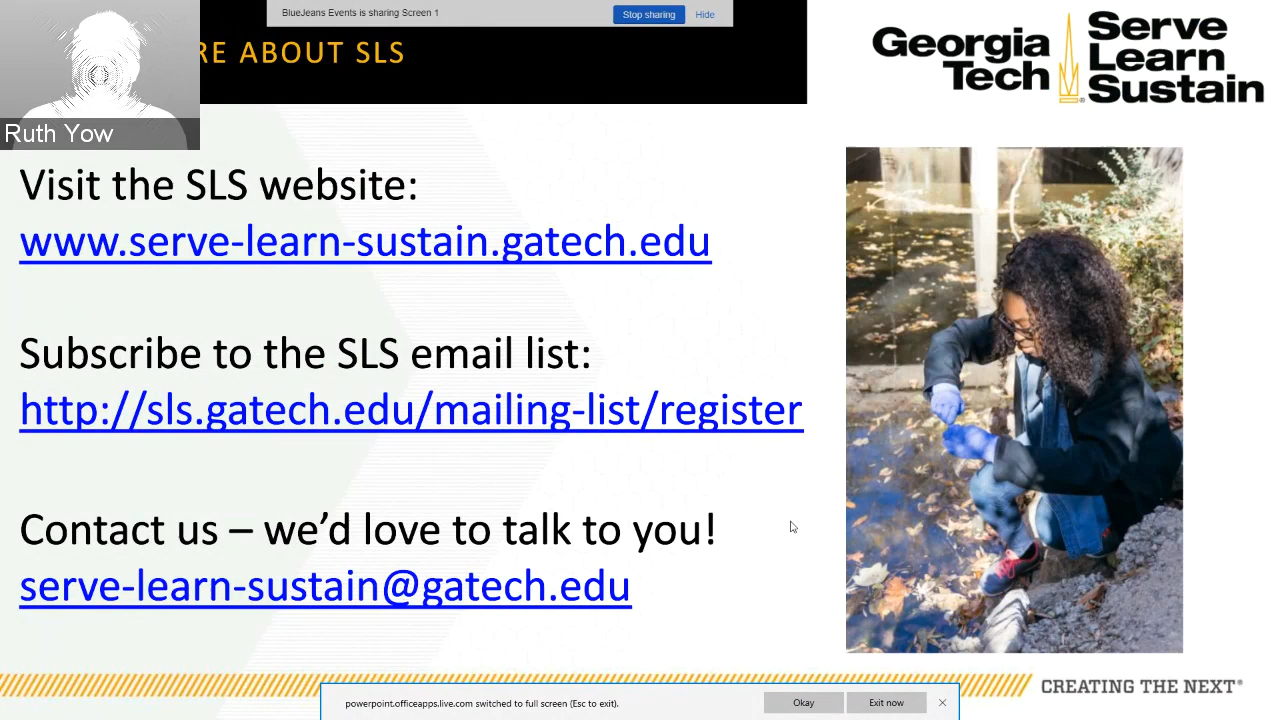 BlueJeans Events is sharing Screen 1
Stop sharing
Hide
RE ABOUT SLS
Georgia Tech
Serve Learn Sustain
Ruth Yow
Visit the SLS website:
www.serve-learn-sustain.gatech.edu
Subscribe to the SLS email list:
http://sls.gatech.edu/mailing-list/register
Contact us – we’d love to talk to you!
serve-learn-sustain@gatech.edu
CREATING THE NEXT®
powerpoint.officeapps.live.com switched to full screen (Esc to exit).
Okay
Exit now